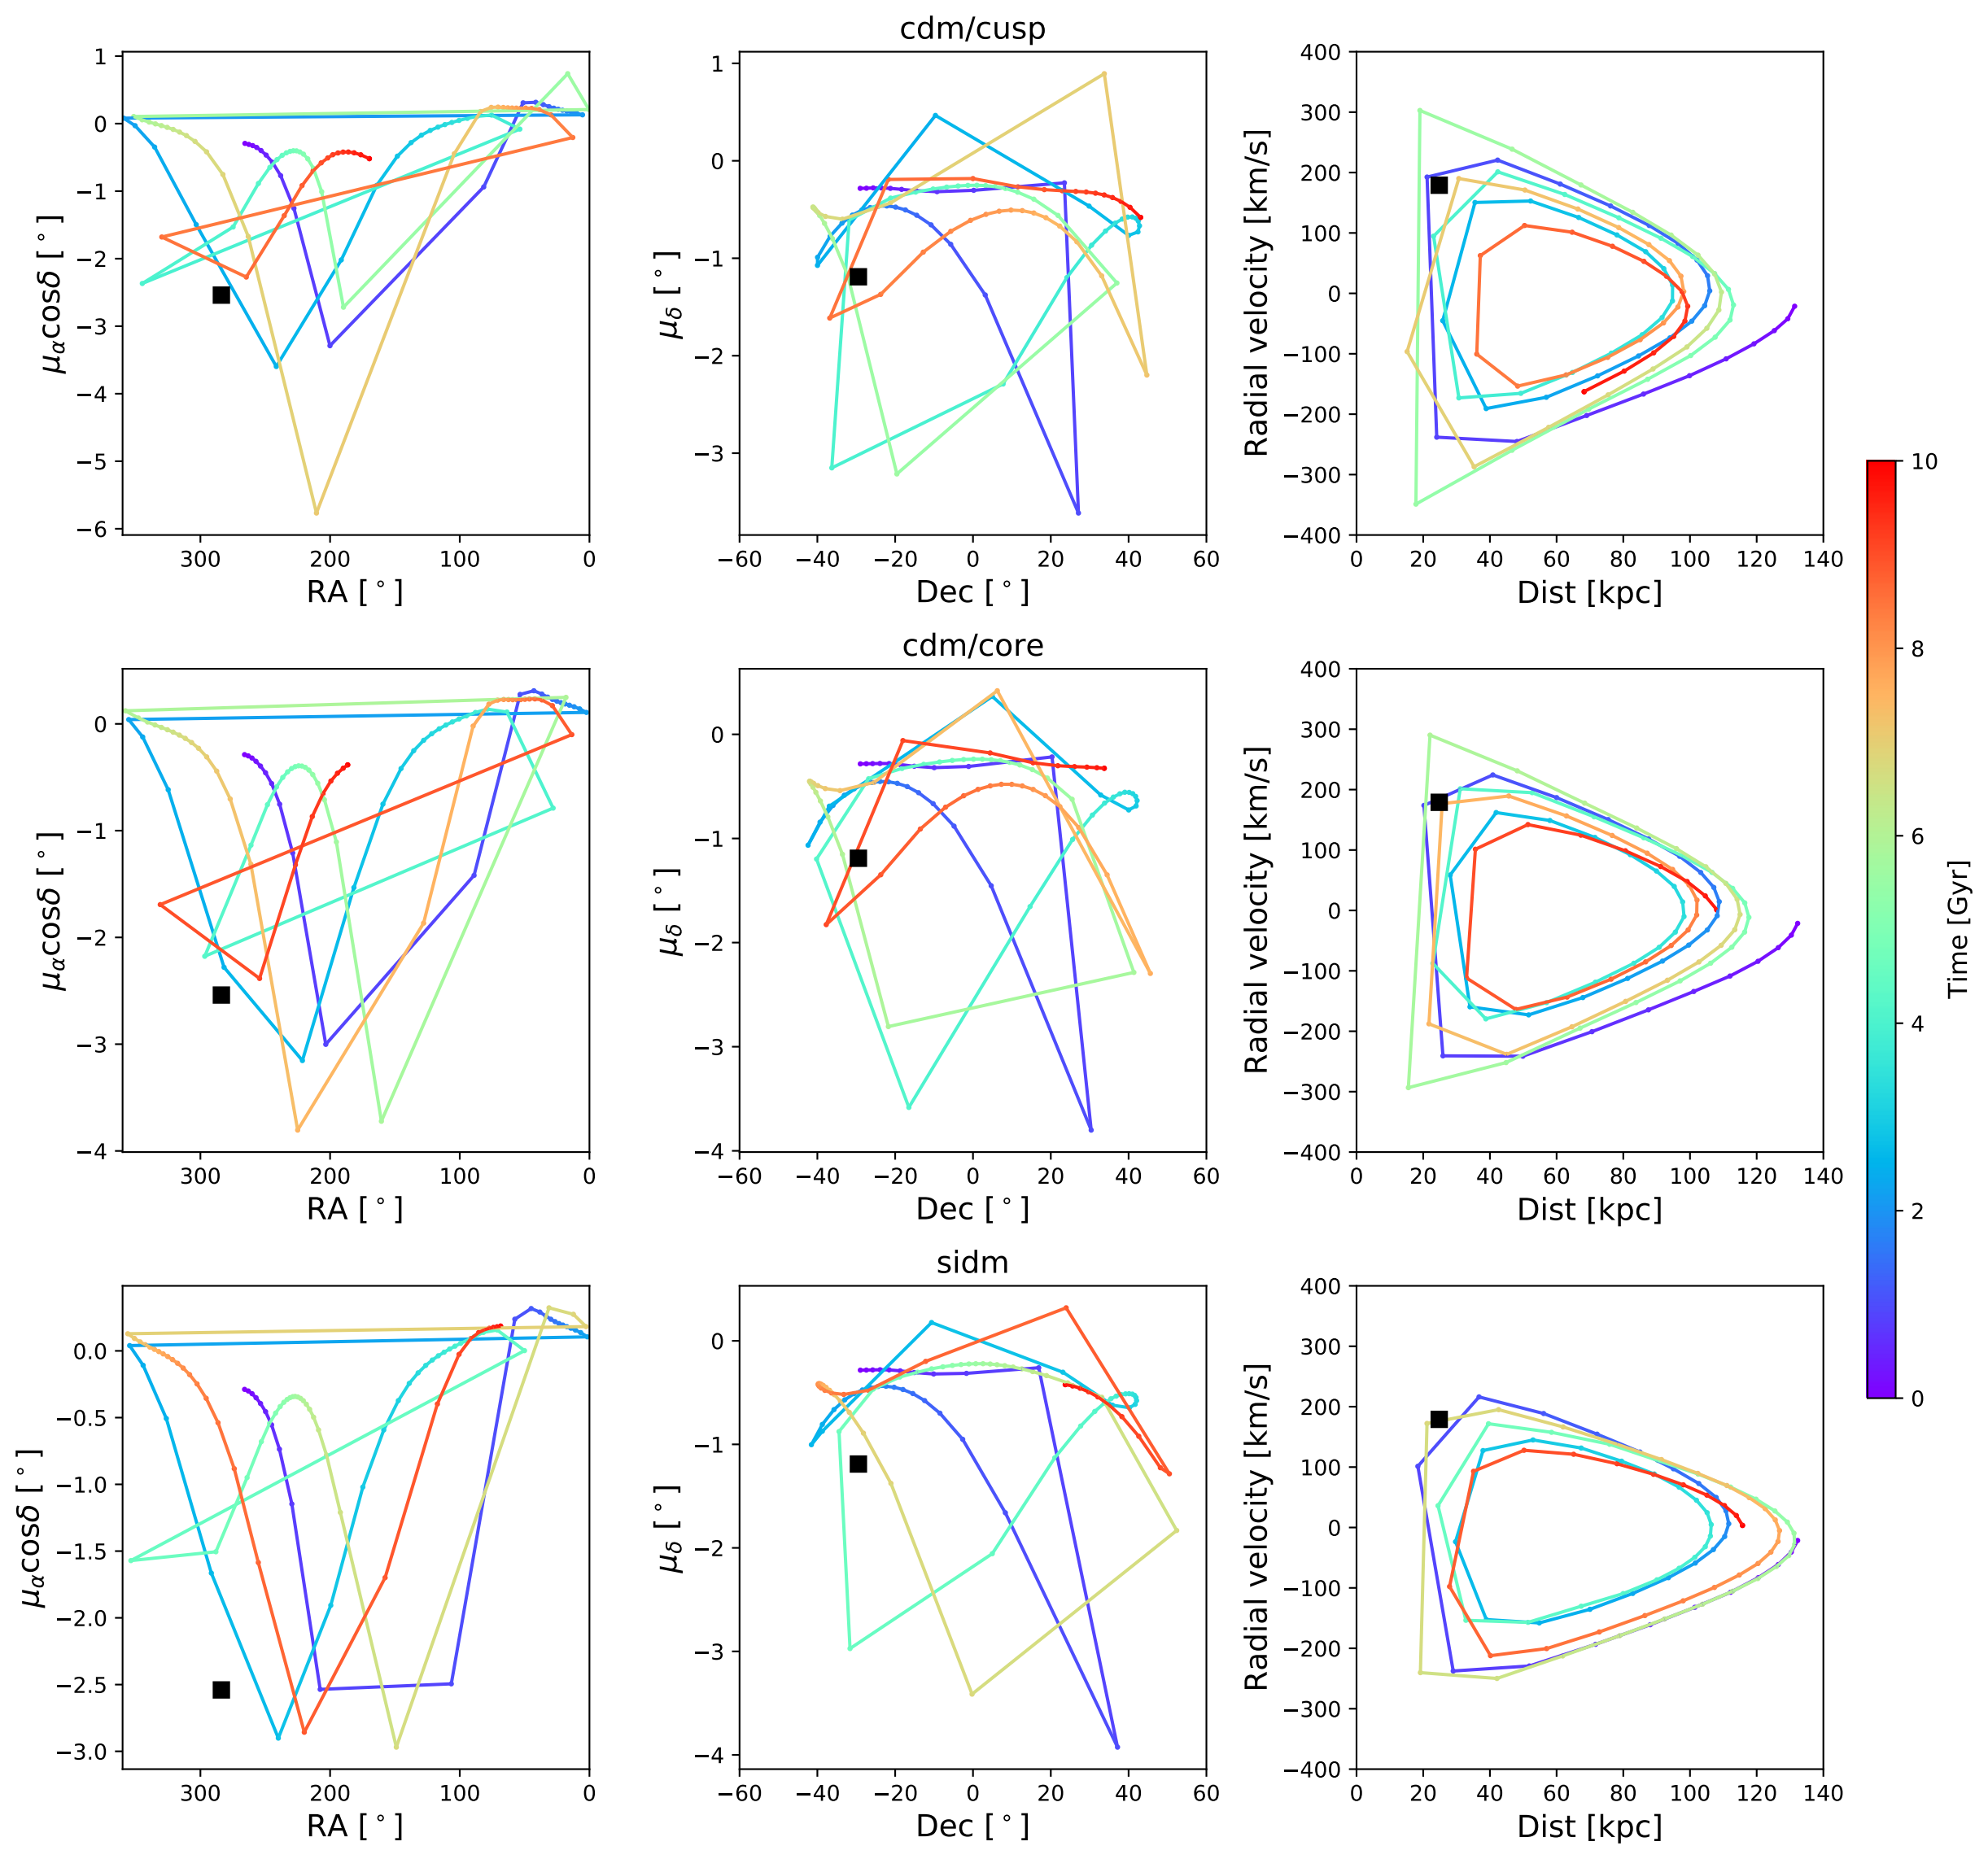 cdm/cusp
1
0
−1
−2
−3
−4
−5
−6
300 200 100 0
μαcosδ [°]
RA [°]
1
0
−1
−2
−3
−60 −40 −20 0 20 40 60
μδ [°]
Dec [°]
400
300
200
100
0
−100
−200
−300
−400
0 20 40 60 80 100 120 140
Radial velocity [km/s]
Dist [kpc]
cdm/core
0
−1
−2
−3
−4
300 200 100 0
μαcosδ [°]
RA [°]
0
−1
−2
−3
−4
−60 −40 −20 0 20 40 60
μδ [°]
Dec [°]
400
300
200
100
0
−100
−200
−300
−400
0 20 40 60 80 100 120 140
Radial velocity [km/s]
Dist [kpc]
sidm
0.0
−0.5
−1.0
−1.5
−2.0
−2.5
−3.0
300 200 100 0
μαcosδ [°]
RA [°]
0
−1
−2
−3
−4
−60 −40 −20 0 20 40 60
μδ [°]
Dec [°]
400
300
200
100
0
−100
−200
−300
−400
0 20 40 60 80 100 120 140
Radial velocity [km/s]
Dist [kpc]
10
8
6
4
2
0
Time [Gyr]